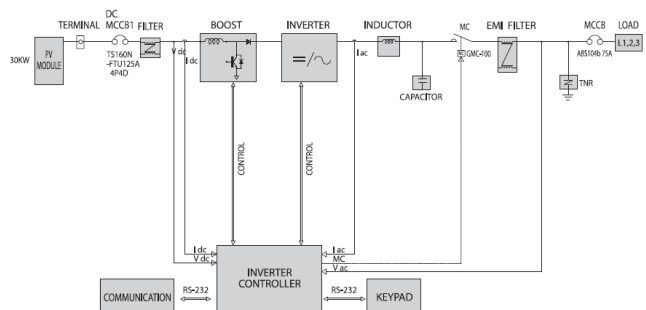 DC
TERMINAL MCCB1 FILTER BOOST INVERTER INDUCTOR MC EMI FILTER MCCB LOAD
30KW
PV
MODULE
TS160N
-FTU125A
4P4D
V dc
I dc
I ac
GMC-100
ABS104b 75A
L1,2,3
CAPACITOR
TNR
CONTROL
CONTROL
I dc
V dc
I ac
MC
V ac
INVERTER
CONTROLLER
COMMUNICATION
RS-232
RS-232
KEYPAD